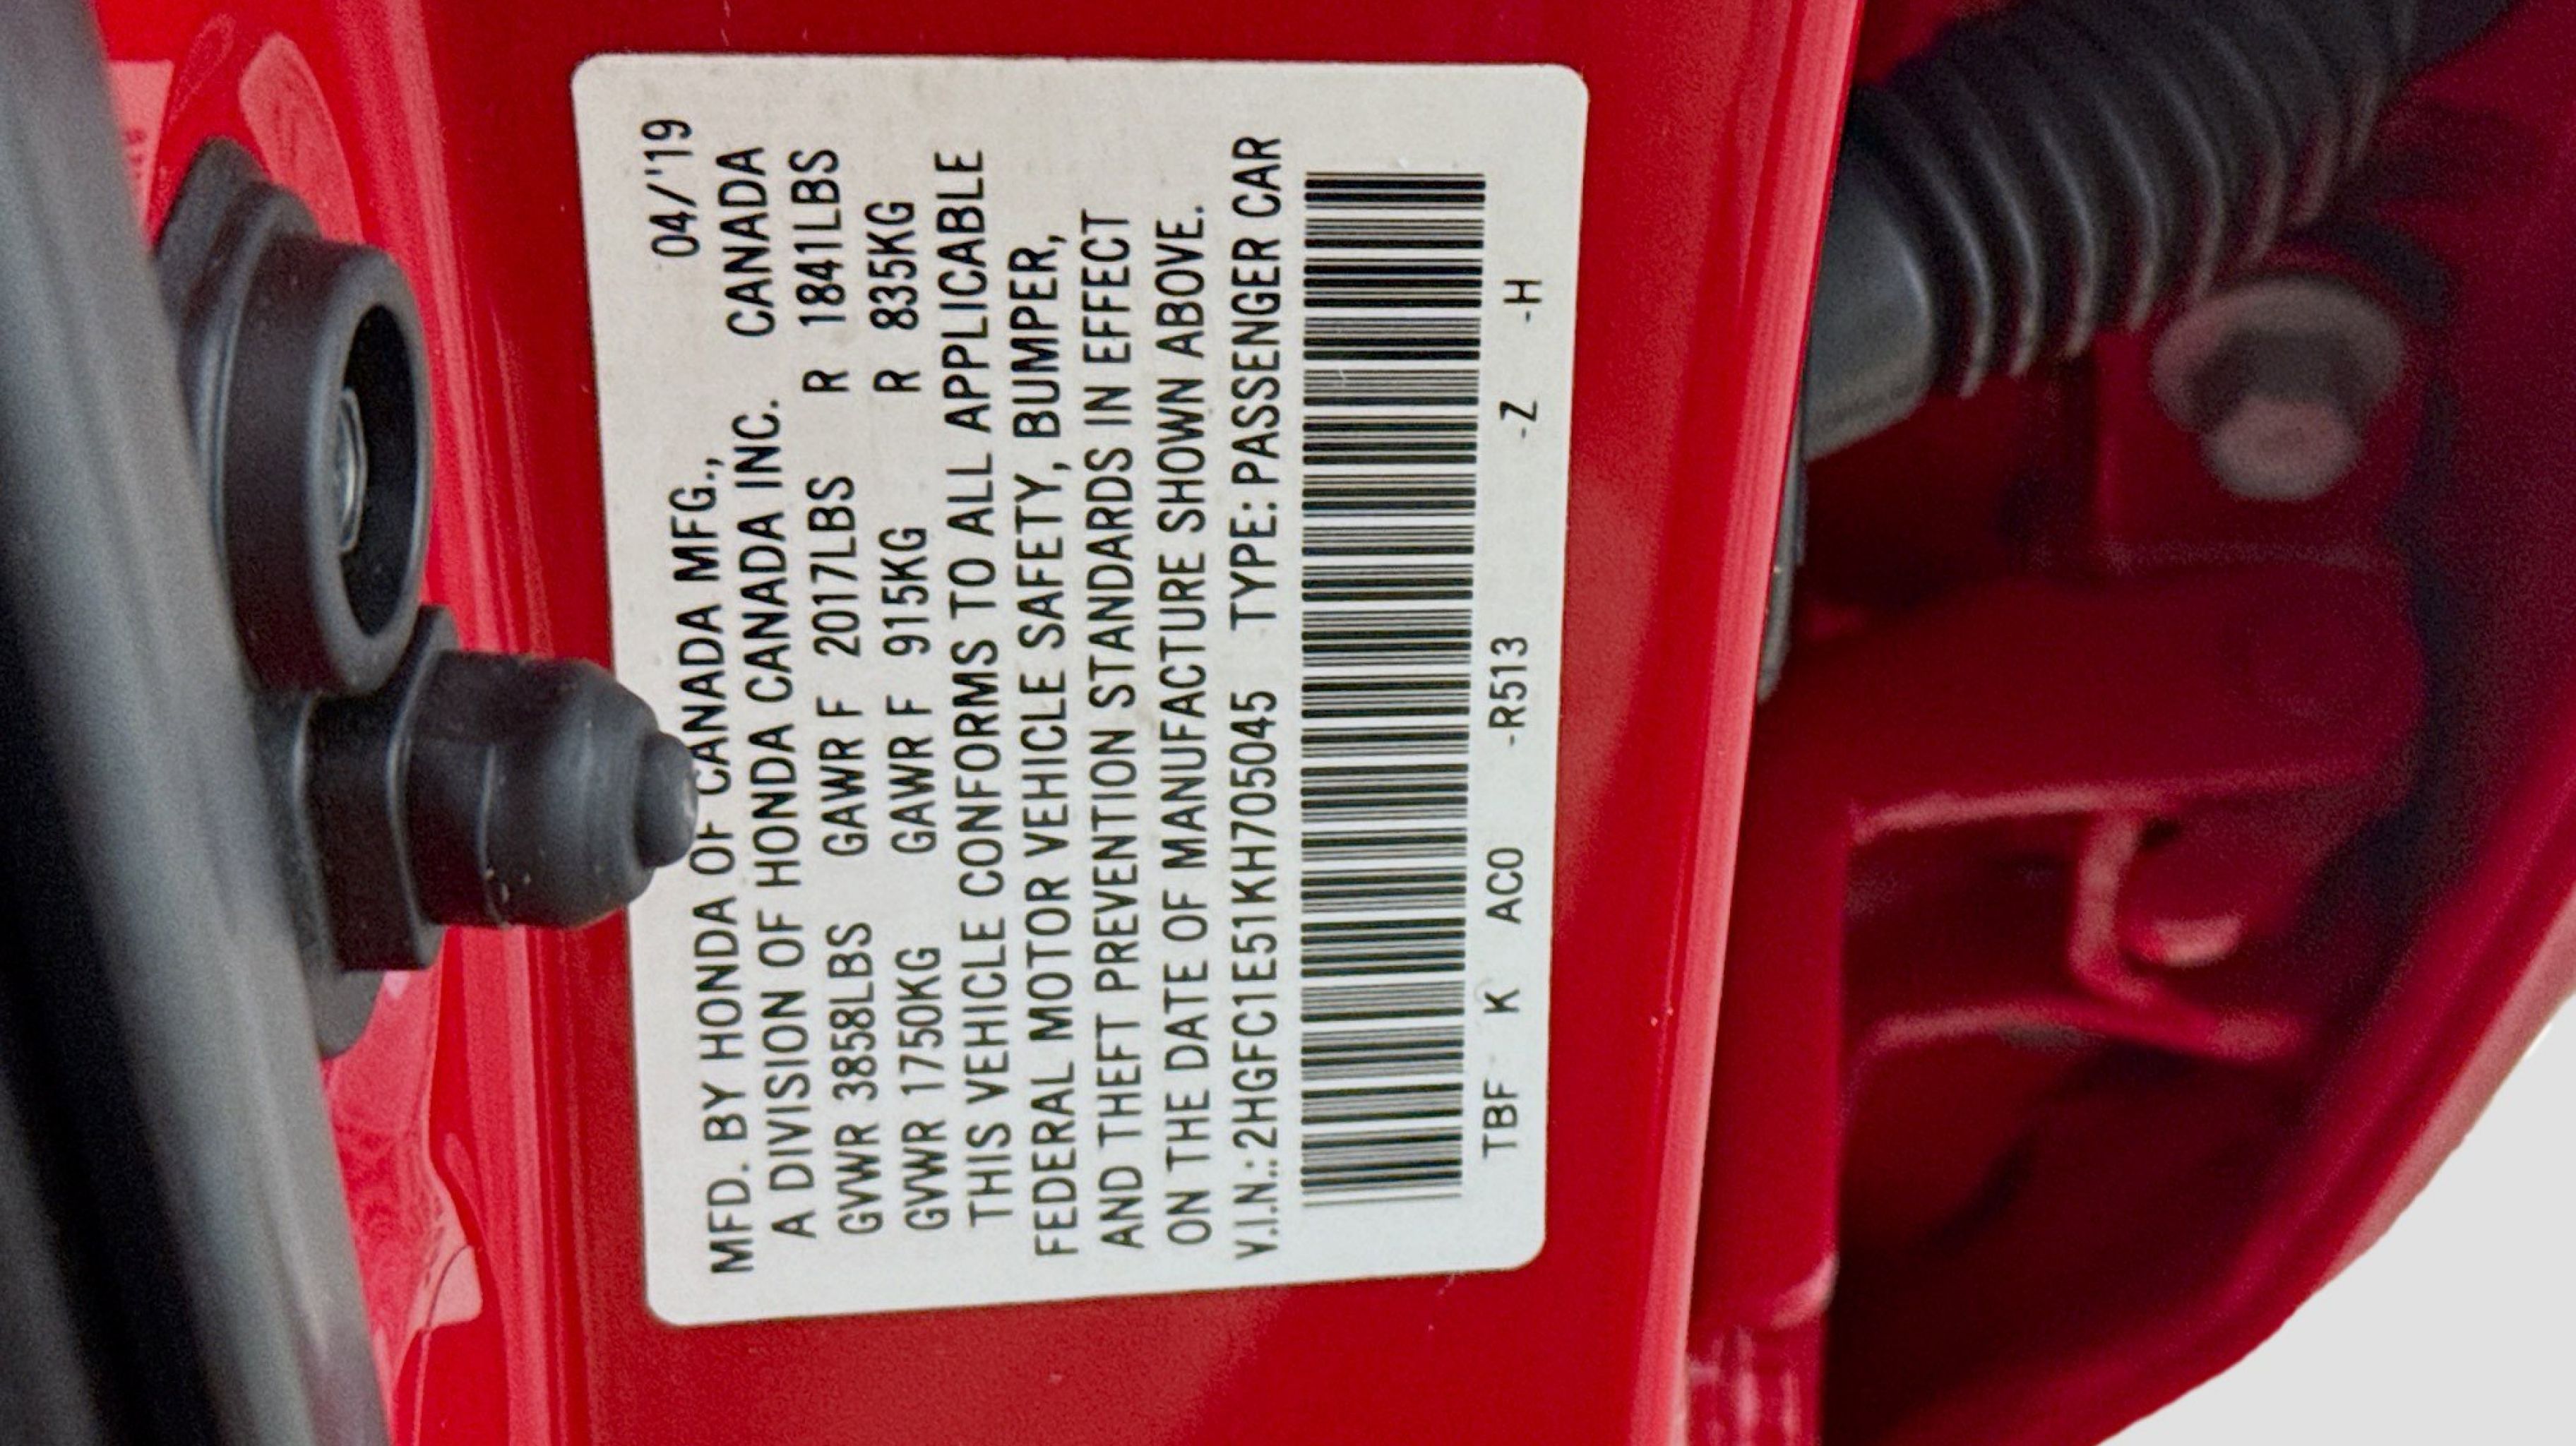 MFD. BY HONDA OF CANADA MFG., 04/'19
A DIVISION OF HONDA CANADA INC. CANADA
GVWR 3858LBS GAWR F 2017LBS R 1841LBS
GVWR 1750KG GAWR F 915KG R 835KG
THIS VEHICLE CONFORMS TO ALL APPLICABLE
FEDERAL MOTOR VEHICLE SAFETY, BUMPER,
AND THEFT PREVENTION STANDARDS IN EFFECT
ON THE DATE OF MANUFACTURE SHOWN ABOVE.
V.I.N.: 2HGFC1E51KH705045 TYPE: PASSENGER CAR
TBF K AC0 -R513 -Z -H